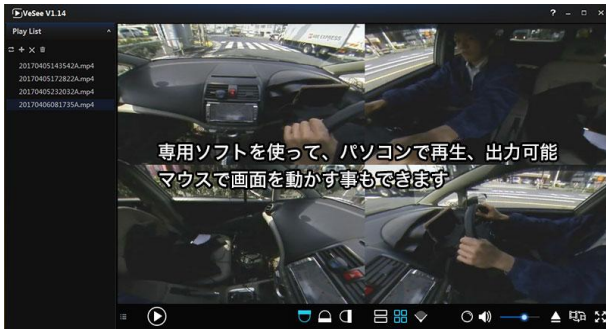 VeSee V1.14
Play List
20170405143542A.mp4
20170405172822A.mp4
20170405232032A.mp4
20170406081735A.mp4
専用ソフトを使って、パソコンで再生、出力可能
マウスで画面を動かす事もできます